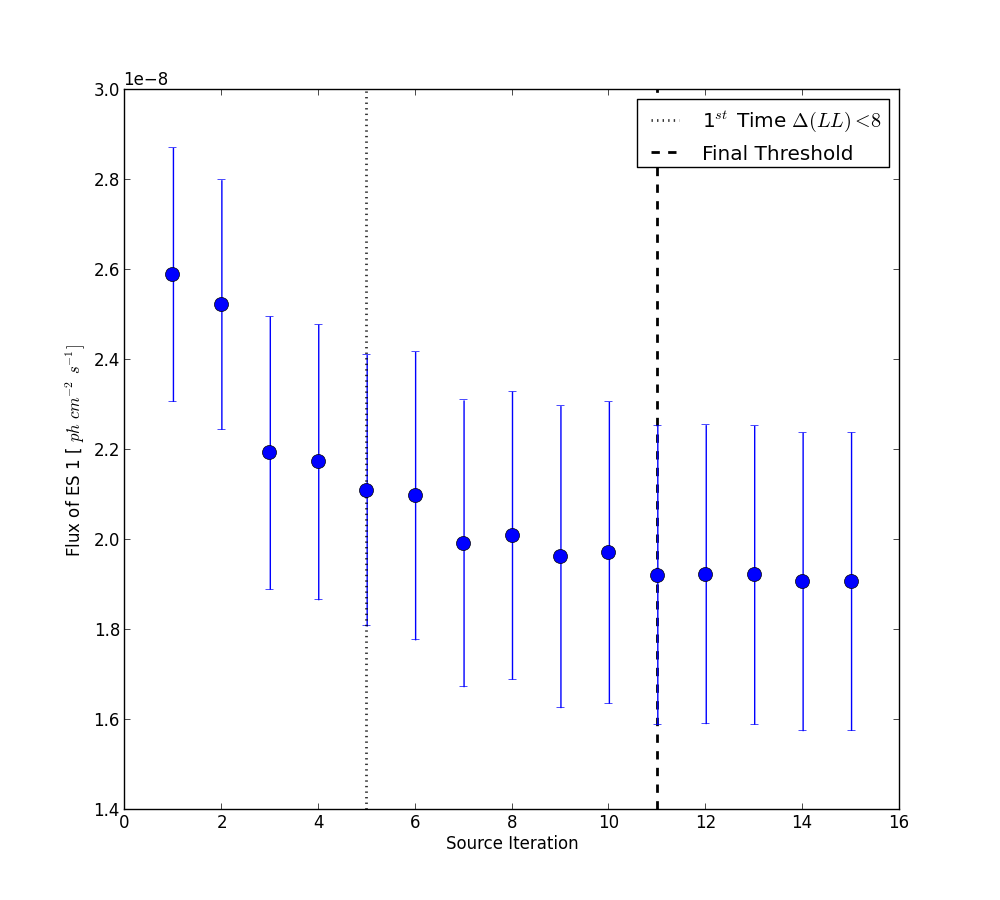 1e−8
3.0
2.8
2.6
2.4
2.2
2.0
1.8
1.6
1.4
Flux of ES 1 [ ph cm⁻² s⁻¹]
1ˢᵗ Time Δ(LL) <8
Final Threshold
0 2 4 6 8 10 12 14 16
Source Iteration